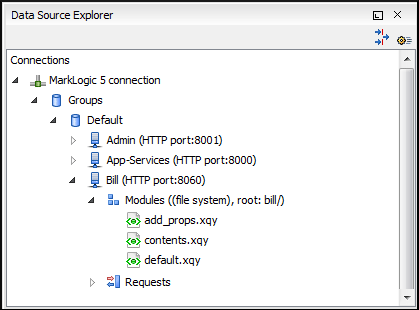 Data Source Explorer
Connections
MarkLogic 5 connection
Groups
Default
Admin (HTTP port:8001)
App-Services (HTTP port:8000)
Bill (HTTP port:8060)
Modules ((file system), root: bill/)
add_props.xqy
contents.xqy
default.xqy
Requests